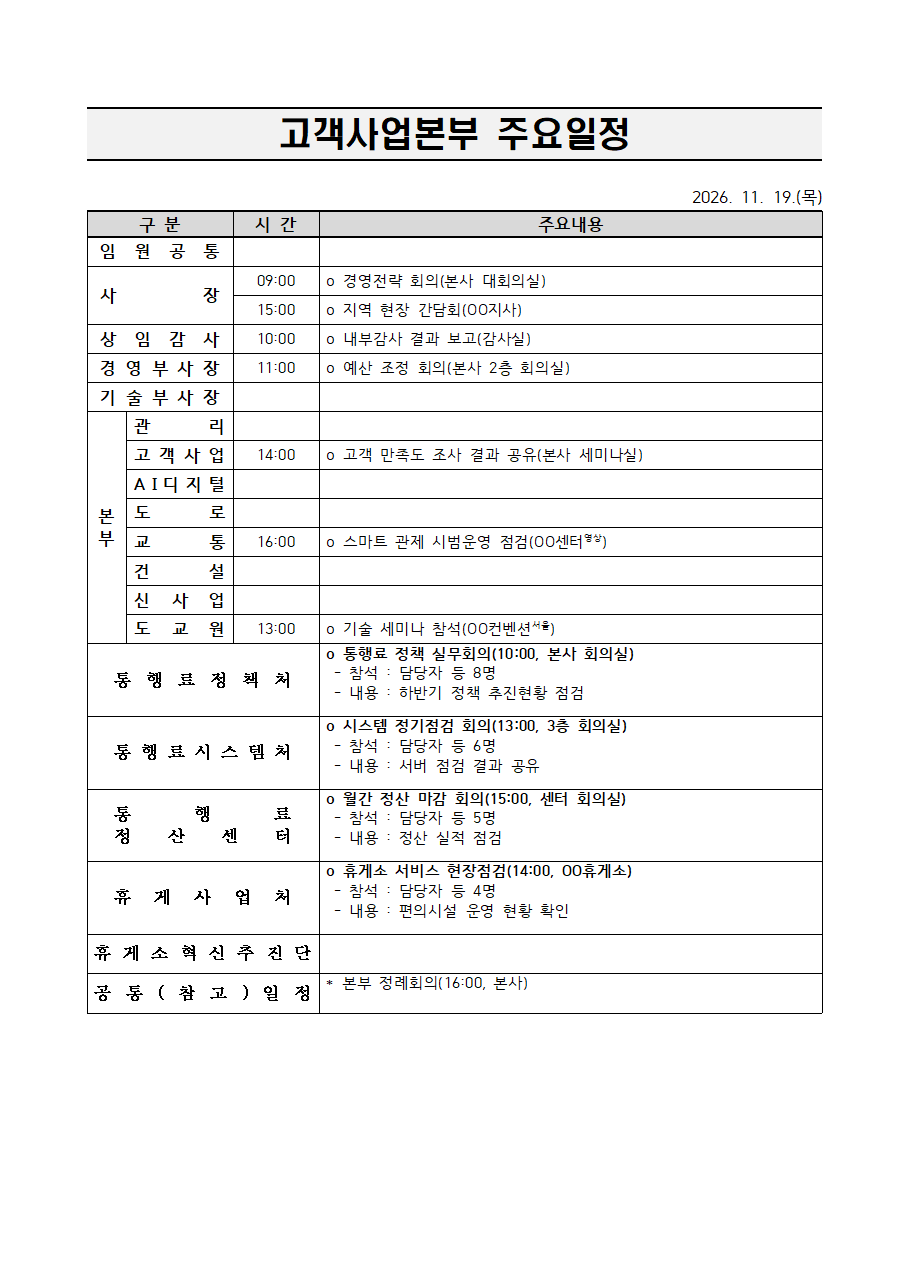 고객사업본부 주요일정
2026. 11. 19.(목)
구 분 시 간 주요내용
임 원 공 통
사 장 09:00 o 경영전략 회의(본사 대회의실)
15:00 o 지역 현장 간담회(OO지사)
상 임 감 사 10:00 o 내부감사 결과 보고(감사실)
경 영 부 사 장 11:00 o 예산 조정 회의(본사 2층 회의실)
기 술 부 사 장
본부
관 리
고 객 사 업 14:00 o 고객 만족도 조사 결과 공유(본사 세미나실)
A I 디 지 털
도 로
교 통 16:00 o 스마트 관제 시범운영 점검(OO센터영상)
건 설
신 사 업
도 교 원 13:00 o 기술 세미나 참석(OO컨벤션서울)
통 행 료 정 책 처
o 통행료 정책 실무회의(10:00, 본사 회의실)
- 참석 : 담당자 등 8명
- 내용 : 하반기 정책 추진현황 점검
통 행 료 시 스 템 처
o 시스템 정기점검 회의(13:00, 3층 회의실)
- 참석 : 담당자 등 6명
- 내용 : 서버 점검 결과 공유
통 행 료
정 산 센 터
o 월간 정산 마감 회의(15:00, 센터 회의실)
- 참석 : 담당자 등 5명
- 내용 : 정산 실적 점검
휴 게 사 업 처
o 휴게소 서비스 현장점검(14:00, OO휴게소)
- 참석 : 담당자 등 4명
- 내용 : 편의시설 운영 현황 확인
휴 게 소 혁 신 추 진 단
공 통 ( 참 고 ) 일 정 * 본부 정례회의(16:00, 본사)